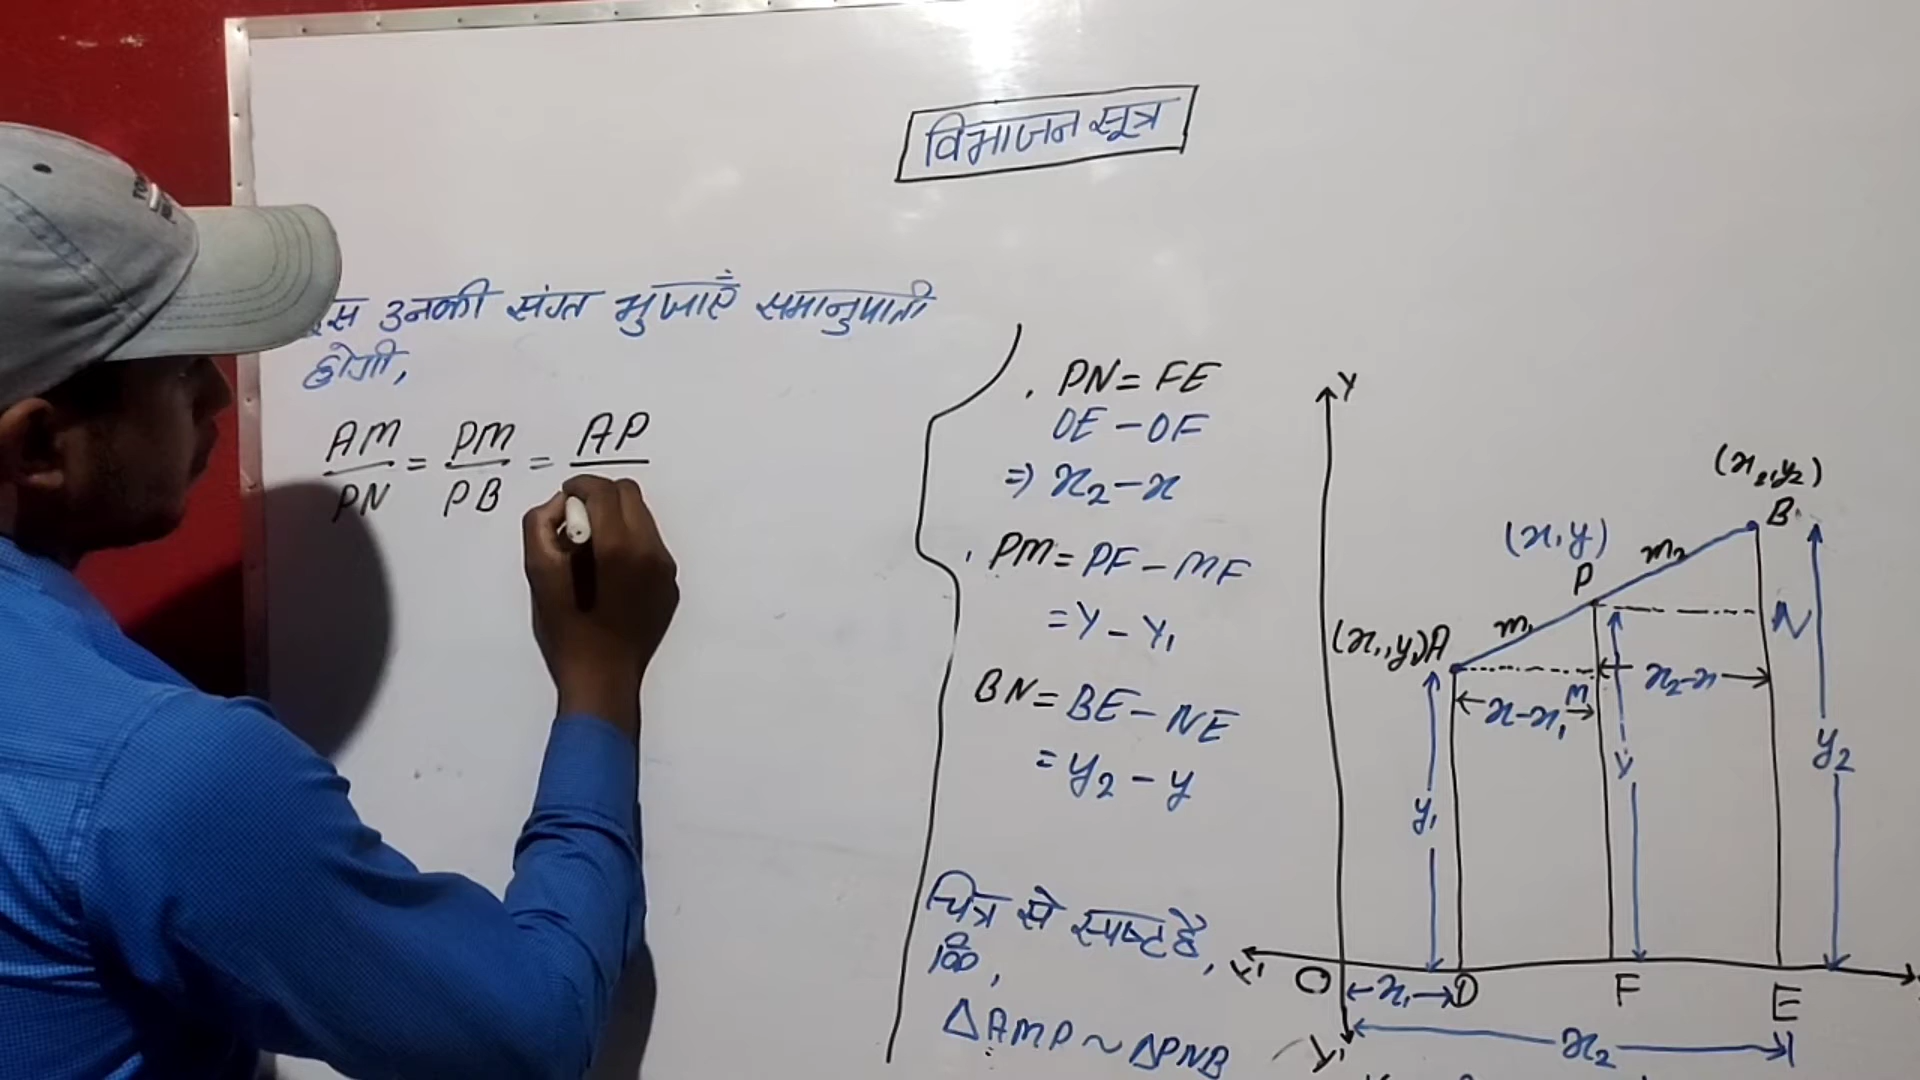 विभाजन सूत्र
उनकी संगत भुजाएँ समानुपाती
होगी,
AM/PN = PM/PB = AP/
PN = FE
OE - OF
=> x₂ - x
PM = PF - MF
= Y - Y₁
BN = BE - NE
= y₂ - y
चित्र से स्पष्ट है,
कि,
Δ AMP ~ ΔPNB
Y
(x₂, y₂)
B
(x, y)
m₂
P
N
m₁
(x₁, y₁) A
M
x₂-x
x-x₁
y₂
y
y₁
X'
O
x₁
D
F
E
Y'
x₂